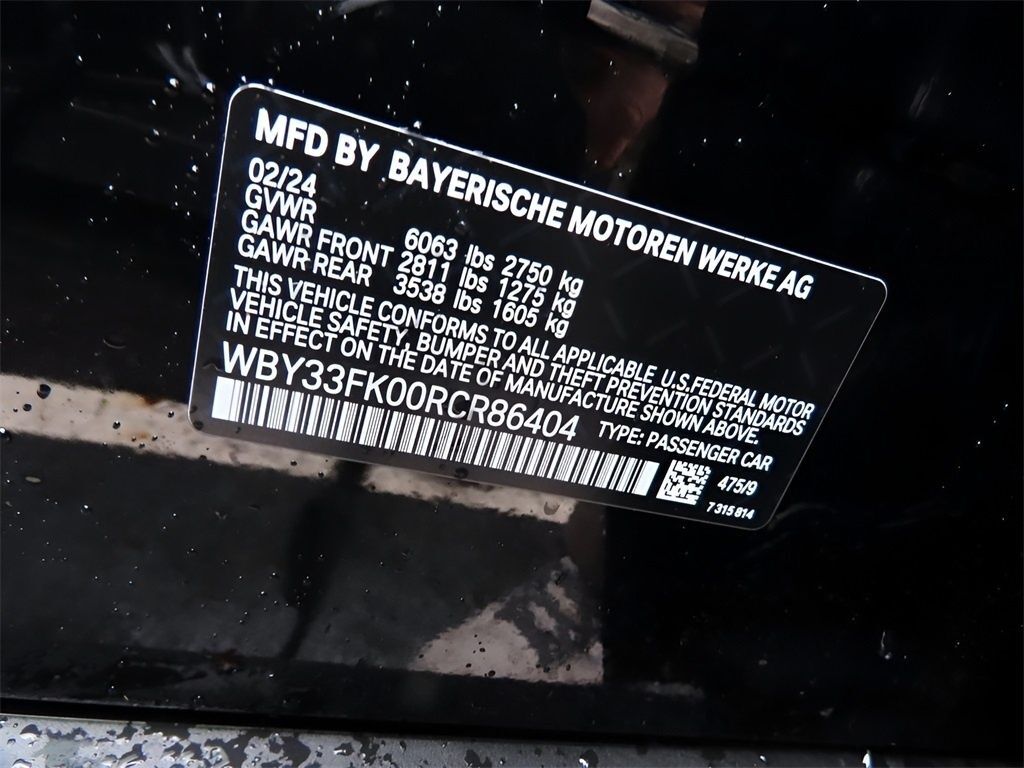 MFD BY BAYERISCHE MOTOREN WERKE AG
02/24
GVWR 6063 lbs 2750 kg
GAWR FRONT 2811 lbs 1275 kg
GAWR REAR 3538 lbs 1605 kg
THIS VEHICLE CONFORMS TO ALL APPLICABLE U.S. FEDERAL MOTOR
VEHICLE SAFETY, BUMPER AND THEFT PREVENTION STANDARDS
IN EFFECT ON THE DATE OF MANUFACTURE SHOWN ABOVE.
WBY33FK00RCR86404 TYPE: PASSENGER CAR
475/9
7 315 814